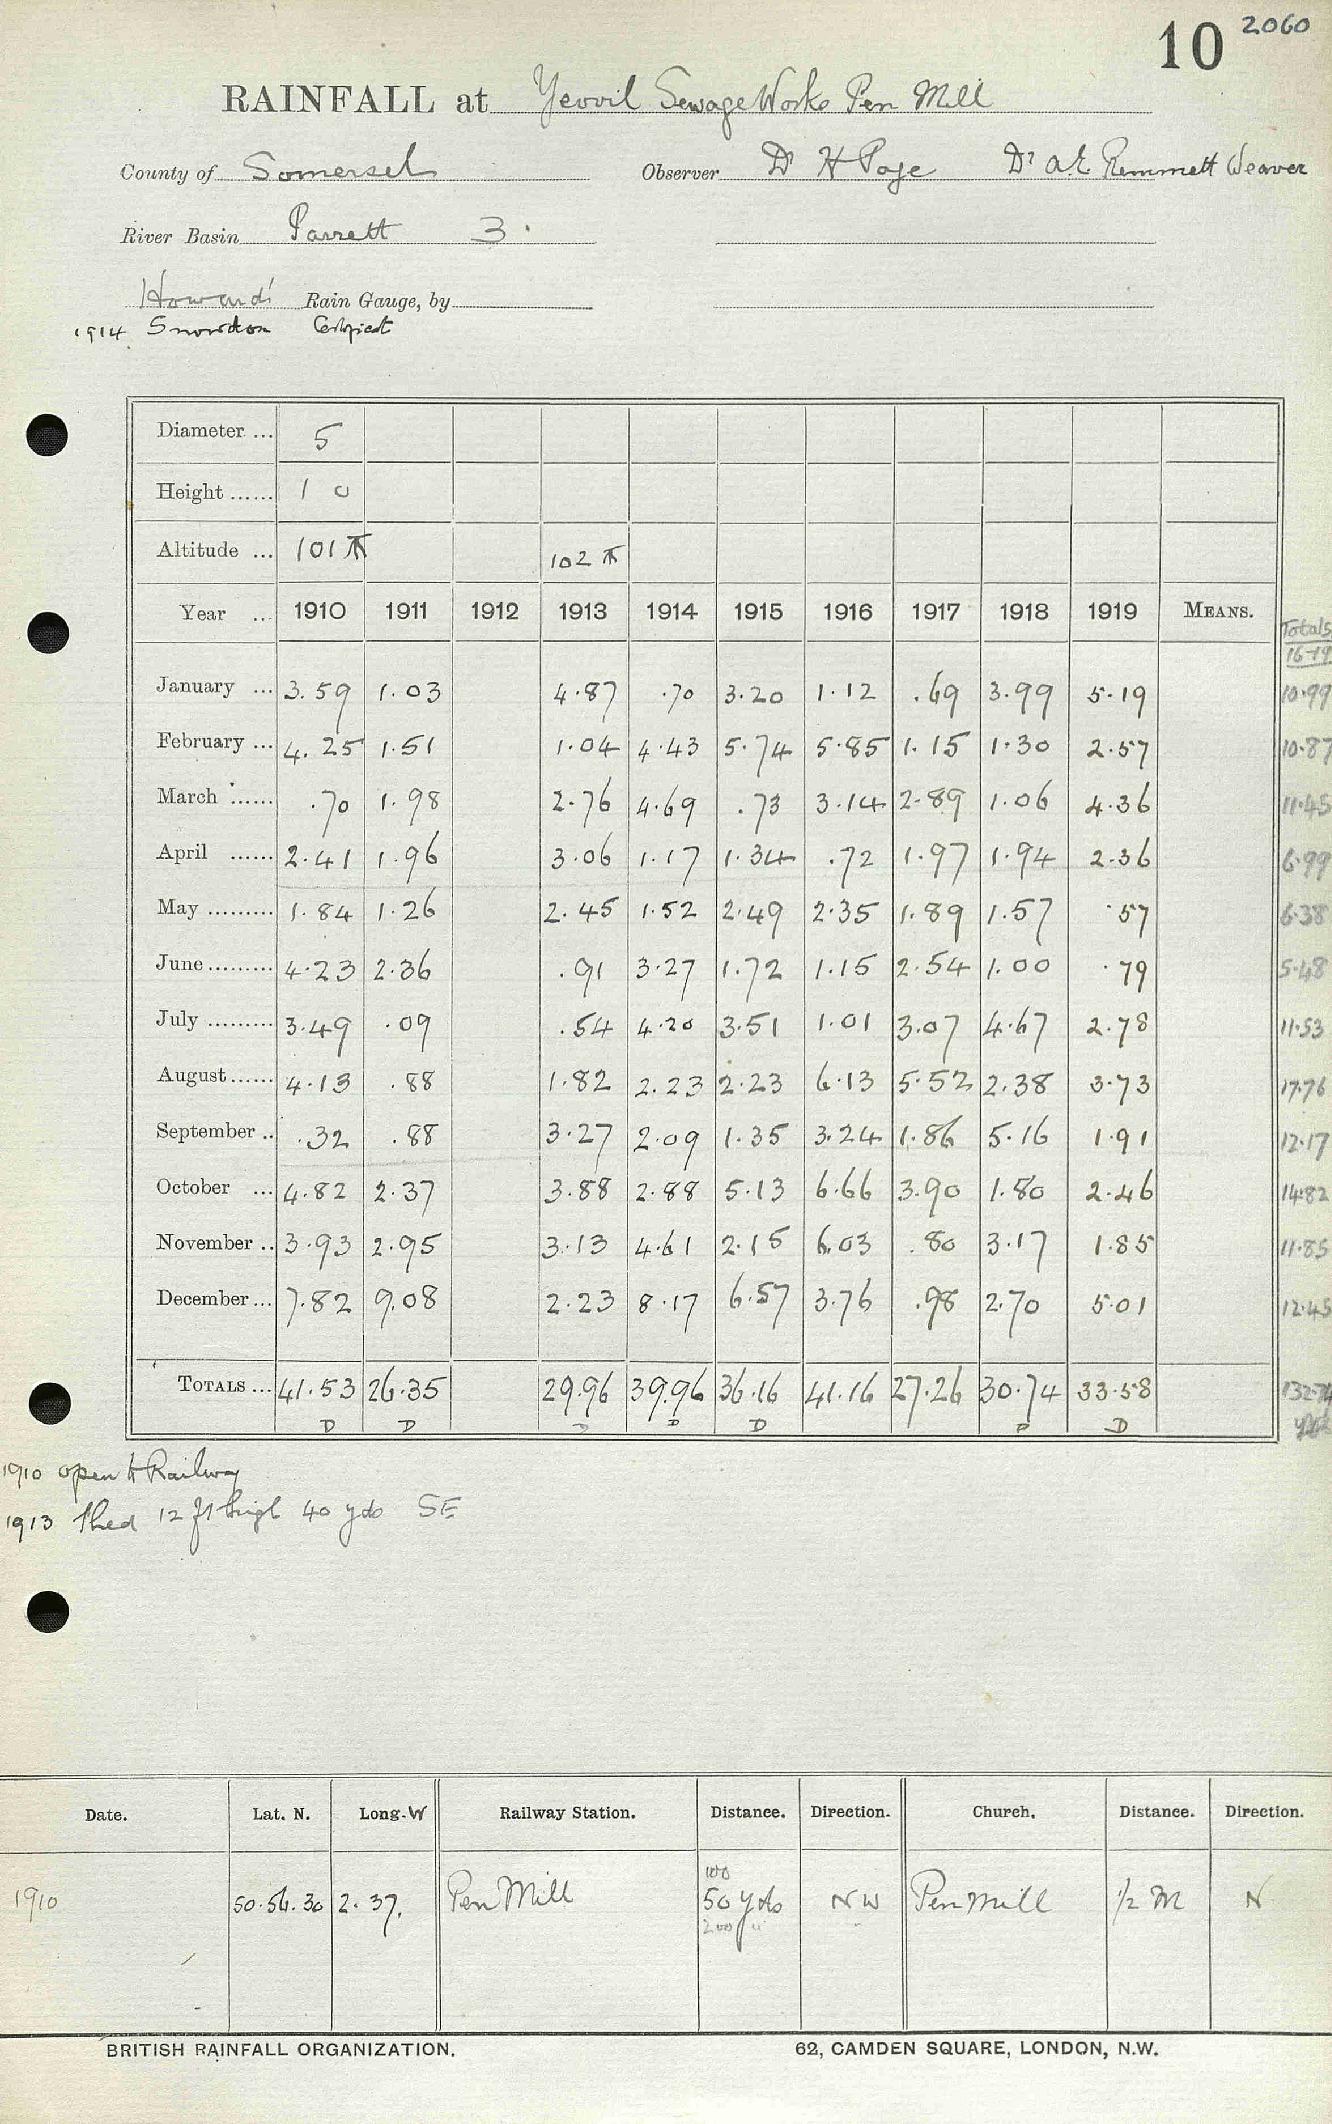 10 2060
RAINFALL at Yeovil Sewage Works Pen Mill
County of Somerset Observer Dr H Page Dr A E Remmett Weaver
River Basin Parrett 3.
Howard Rain Gauge, by
1914 Snowdon
Diameter ... 5
Height ...... 1 0
Altitude ... 101 ft 102 ft
Year ... 1910 1911 1912 1913 1914 1915 1916 1917 1918 1919 MEANS. Totals
16-19
January ... 3.59 1.03 4.87 .70 3.20 1.12 .69 3.99 5.19 10.99
February ... 4.25 1.51 1.04 4.43 5.74 5.85 1.15 1.30 2.57 10.87
March ...... .70 1.98 2.76 4.69 .73 3.14 2.89 1.06 4.36 11.45
April ...... 2.41 1.96 3.06 1.17 1.34 .72 1.97 1.94 2.36 6.99
May ......... 1.84 1.26 2.45 1.52 2.49 2.35 1.89 1.57 .57 6.38
June ......... 4.23 2.36 .91 3.27 1.72 1.15 2.54 1.00 .79 5.48
July ......... 3.49 .09 .54 4.20 3.51 1.01 3.07 4.67 2.78 11.53
August ...... 4.13 .88 1.82 2.23 2.23 6.13 5.52 2.38 3.73 17.76
September .. .32 .88 3.27 2.09 1.35 3.24 1.86 5.16 1.91 12.17
October ... 4.82 2.37 3.88 2.88 5.13 6.66 3.90 1.80 2.46 14.82
November .. 3.93 2.95 3.13 4.61 2.15 6.03 .80 3.17 1.85 11.85
December ... 7.82 9.08 2.23 8.17 6.57 3.76 .98 2.70 5.01 12.45
TOTALS ... 41.53 26.35 29.96 39.96 36.16 41.16 27.26 30.74 33.58 132.74
D D D D D D D
1910 open to Railway
1913 Shed 12 ft high 40 yds SE
Date. Lat. N. Long. W Railway Station. Distance. Direction. Church. Distance. Direction.
100
1910 50.56.30 2.37. Pen Mill 50 yds NW Pen Mill 1/2 M N
200 "
BRITISH RAINFALL ORGANIZATION. 62, CAMDEN SQUARE, LONDON, N.W.